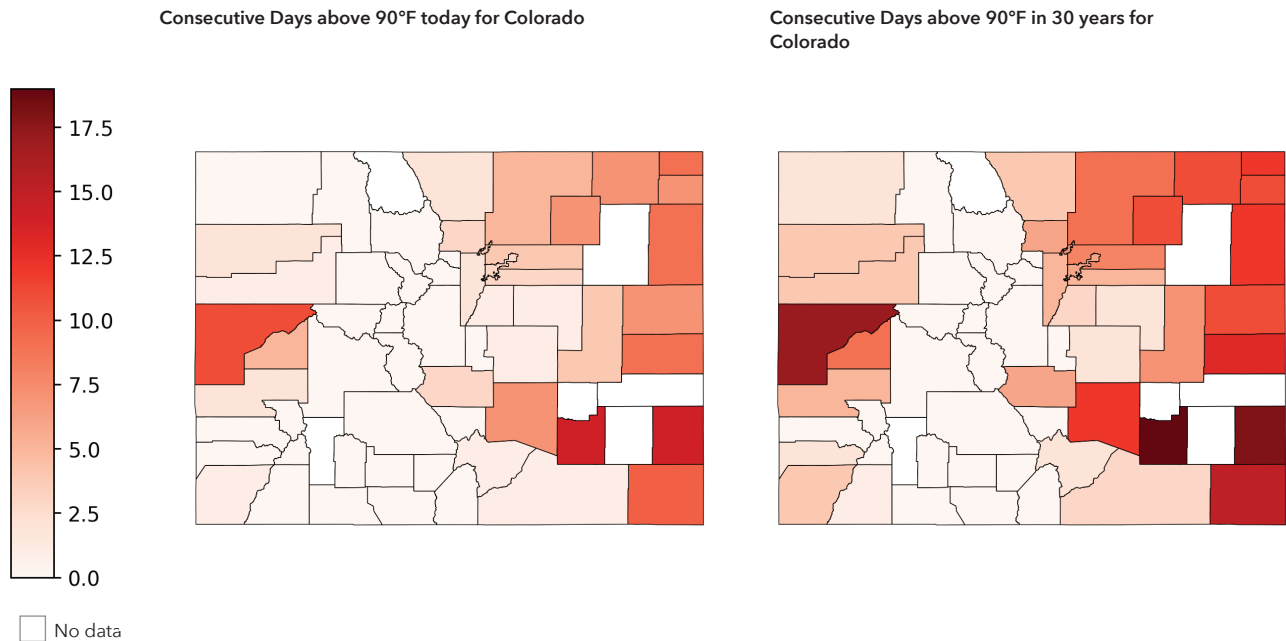 Consecutive Days above 90°F today for Colorado
Consecutive Days above 90°F in 30 years for
Colorado
17.5
15.0
12.5
10.0
7.5
5.0
2.5
0.0
No data